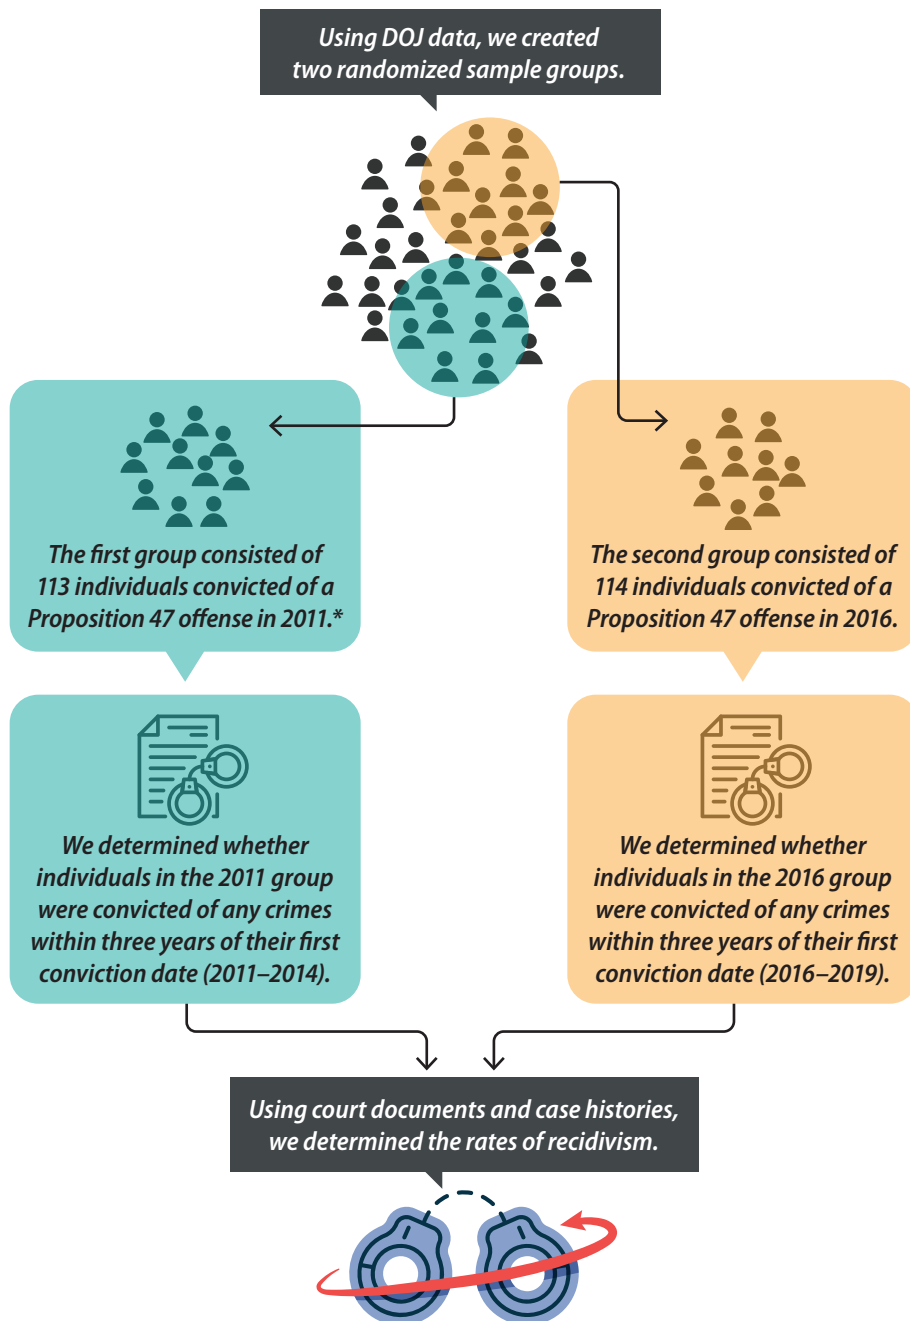 Using DOJ data, we created
two randomized sample groups.
The first group consisted of
113 individuals convicted of a
Proposition 47 offense in 2011.*
The second group consisted of
114 individuals convicted of a
Proposition 47 offense in 2016.
We determined whether
individuals in the 2011 group
were convicted of any crimes
within three years of their first
conviction date (2011–2014).
We determined whether
individuals in the 2016 group
were convicted of any crimes
within three years of their first
conviction date (2016–2019).
Using court documents and case histories,
we determined the rates of recidivism.